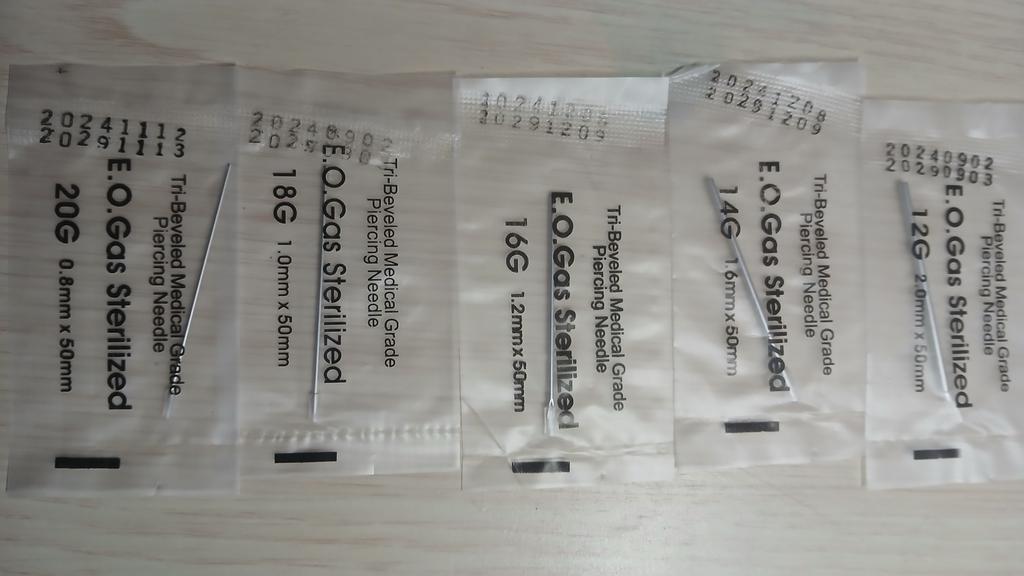 20241112
20291113
Tri-Beveled Medical Grade
Piercing Needle
E.O.Gas Sterilized
20G 0.8mm x 50mm
Tri-Beveled Medical Grade
Piercing Needle
E.O.Gas Sterilized
18G 1.0mm x 50mm
Tri-Beveled Medical Grade
Piercing Needle
E.O.Gas Sterilized
16G 1.2mm x 50mm
20241208
20291209
Tri-Beveled Medical Grade
Piercing Needle
E.O.Gas Sterilized
14G 1.6mm x 50mm
20240902
20290903
Tri-Beveled Medical Grade
Piercing Needle
E.O.Gas Sterilized
12G 2.0mm x 50mm